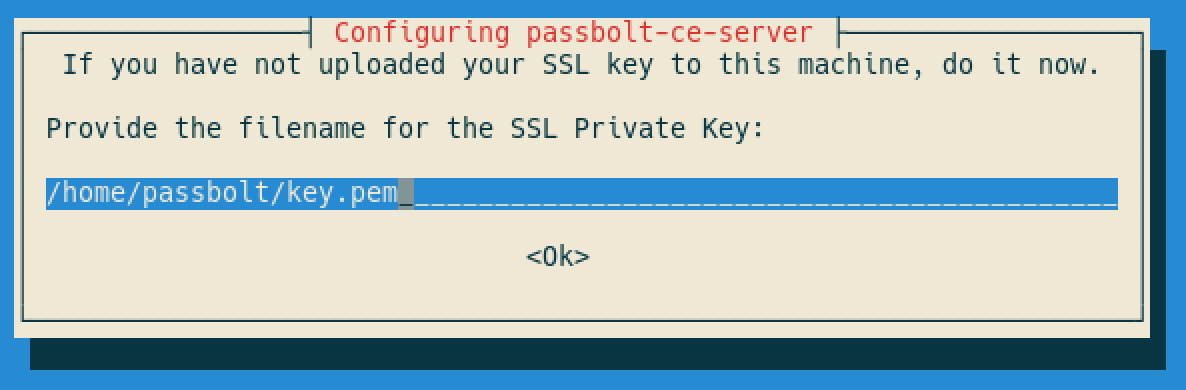 Configuring passbolt-ce-server
If you have not uploaded your SSL key to this machine, do it now.
Provide the filename for the SSL Private Key:
/home/passbolt/key.pem____________________________________________
<Ok>